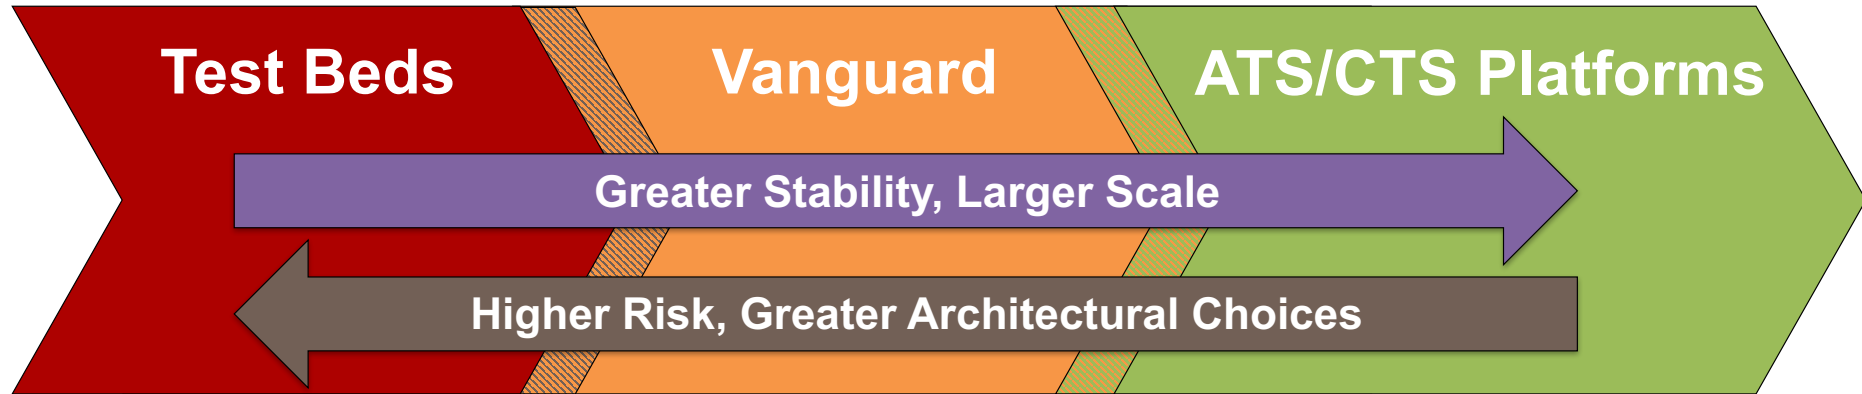 Test Beds
Vanguard
ATS/CTS Platforms
Greater Stability, Larger Scale
Higher Risk, Greater Architectural Choices